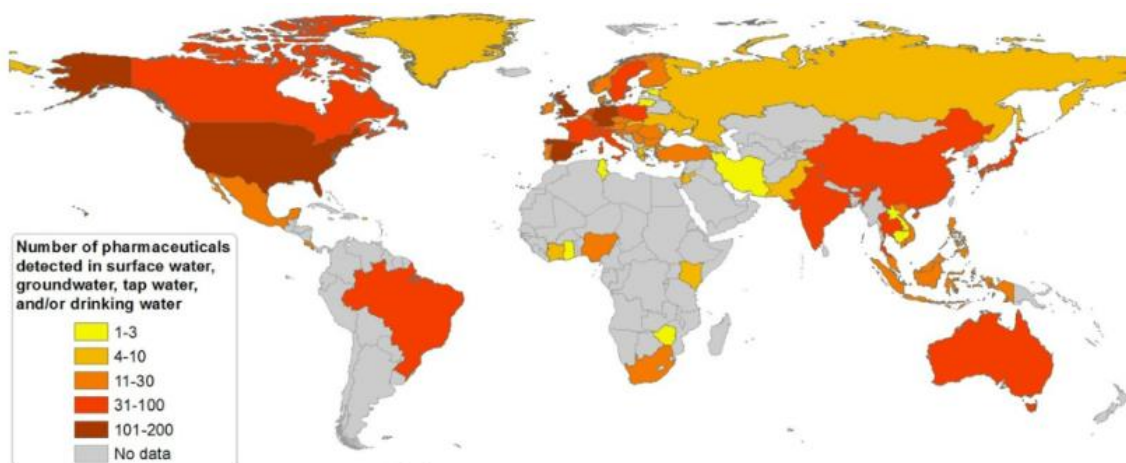 Number of pharmaceuticals
detected in surface water,
groundwater, tap water,
and/or drinking water
1-3
4-10
11-30
31-100
101-200
No data